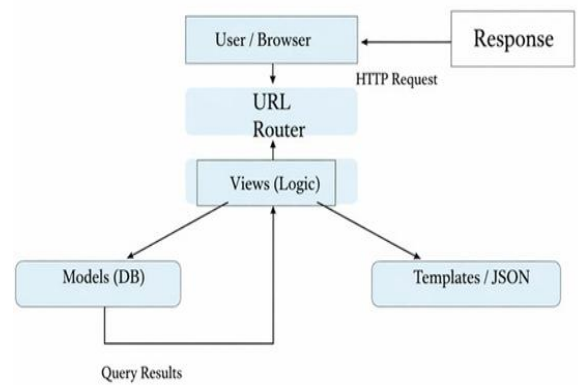 User / Browser
Response
HTTP Request
URL
Router
Views (Logic)
Models (DB)
Templates / JSON
Query Results